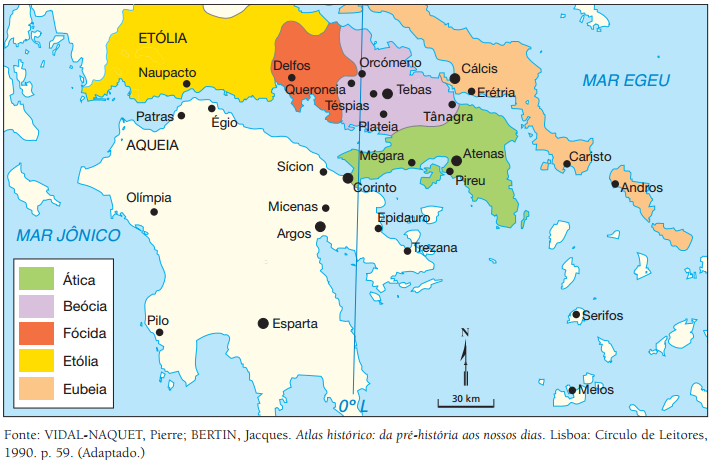 ETÓLIA
Naupacto
Patras
Égio
AQUEIA
Delfos
Queroneia
Orcómeno
Téspias
Tebas
Plateia
Tânagra
Cálcis
Erétria
MAR EGEU
Mégara
Atenas
Pireu
Caristo
Andros
Sícion
Corinto
Olímpia
Micenas
Argos
Epidauro
Trezana
MAR JÔNICO
Pilo
Esparta
Serifos
Melos
Ática
Beócia
Fócida
Etólia
Eubeia
0º L
N
30 km
Fonte: VIDAL-NAQUET, Pierre; BERTIN, Jacques. Atlas histórico: da pré-história aos nossos dias. Lisboa: Círculo de Leitores,
1990. p. 59. (Adaptado.)